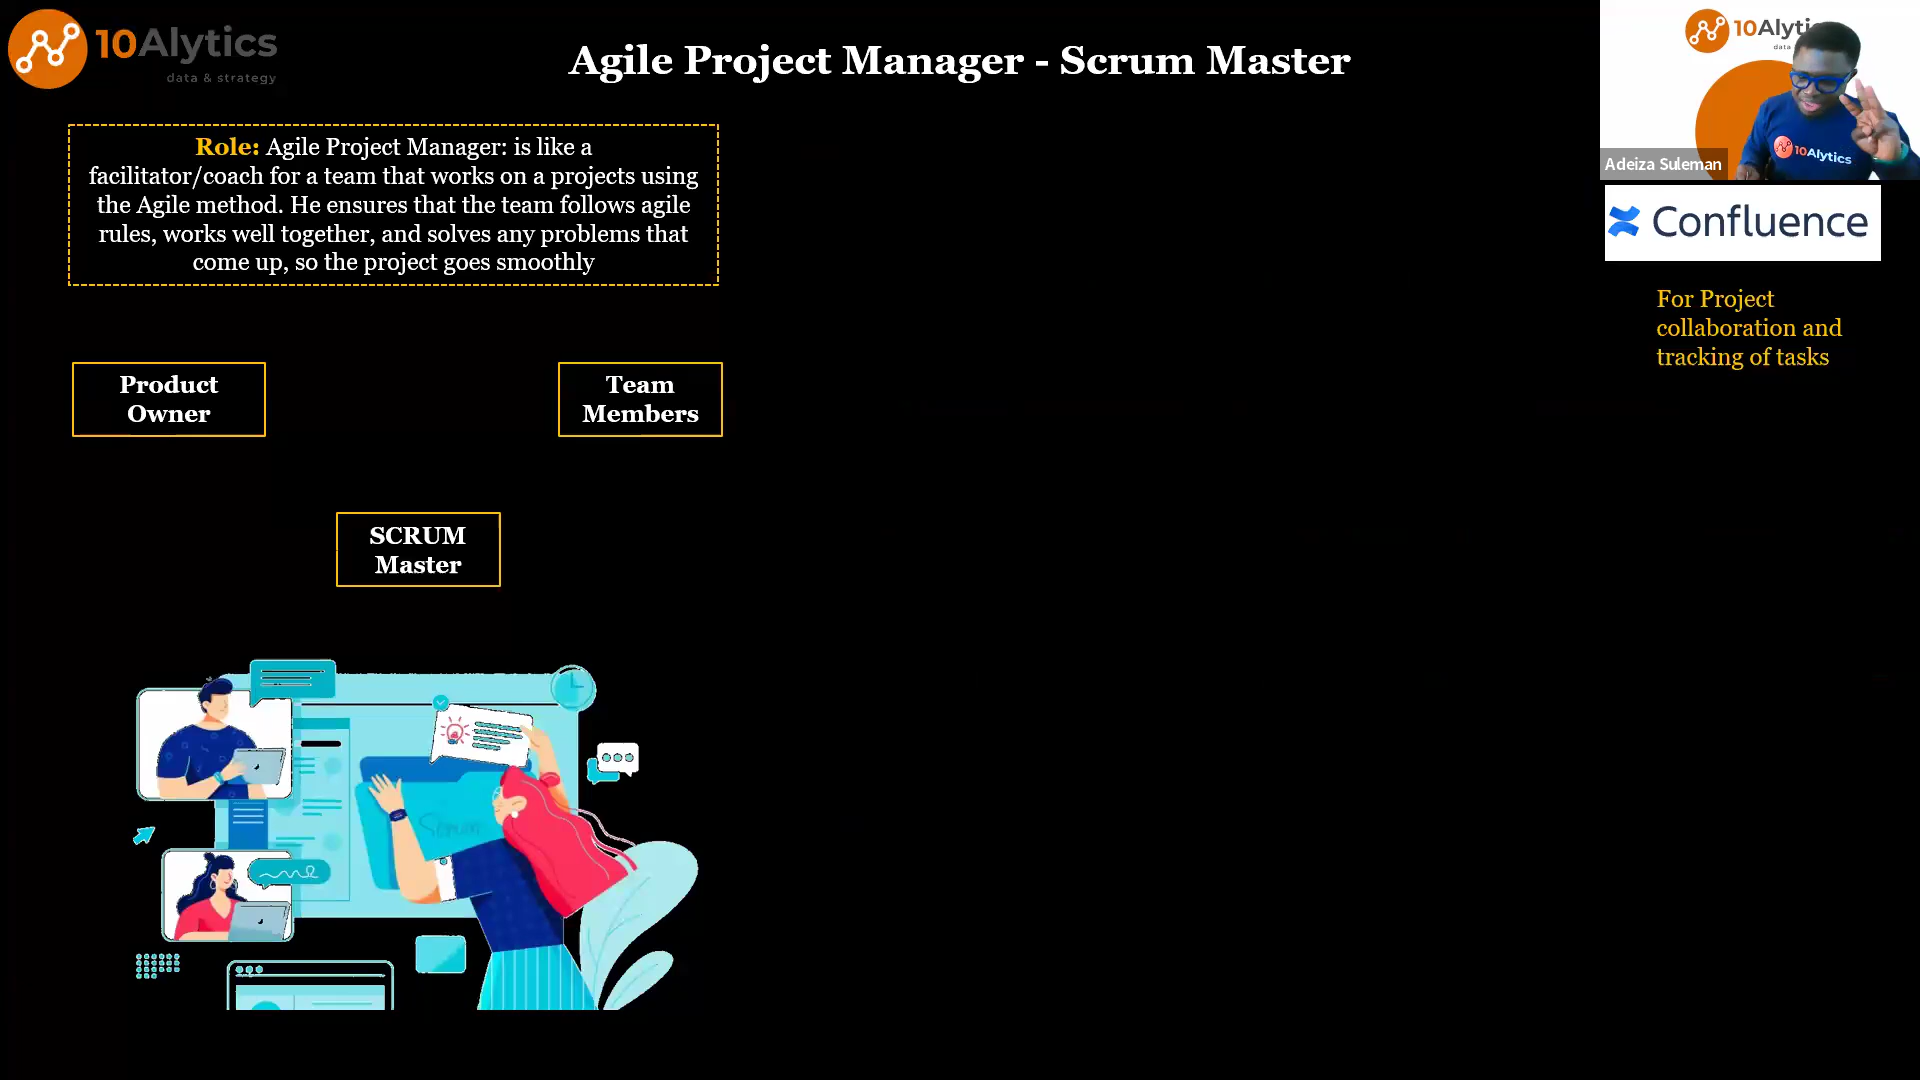 10Alytics
data & strategy
Agile Project Manager - Scrum Master
Role: Agile Project Manager: is like a
facilitator/coach for a team that works on a projects using
the Agile method. He ensures that the team follows agile
rules, works well together, and solves any problems that
come up, so the project goes smoothly
Product
Owner
Team
Members
SCRUM
Master
Scrum
10Alytics
Adeiza Suleman
Confluence
For Project
collaboration and
tracking of tasks